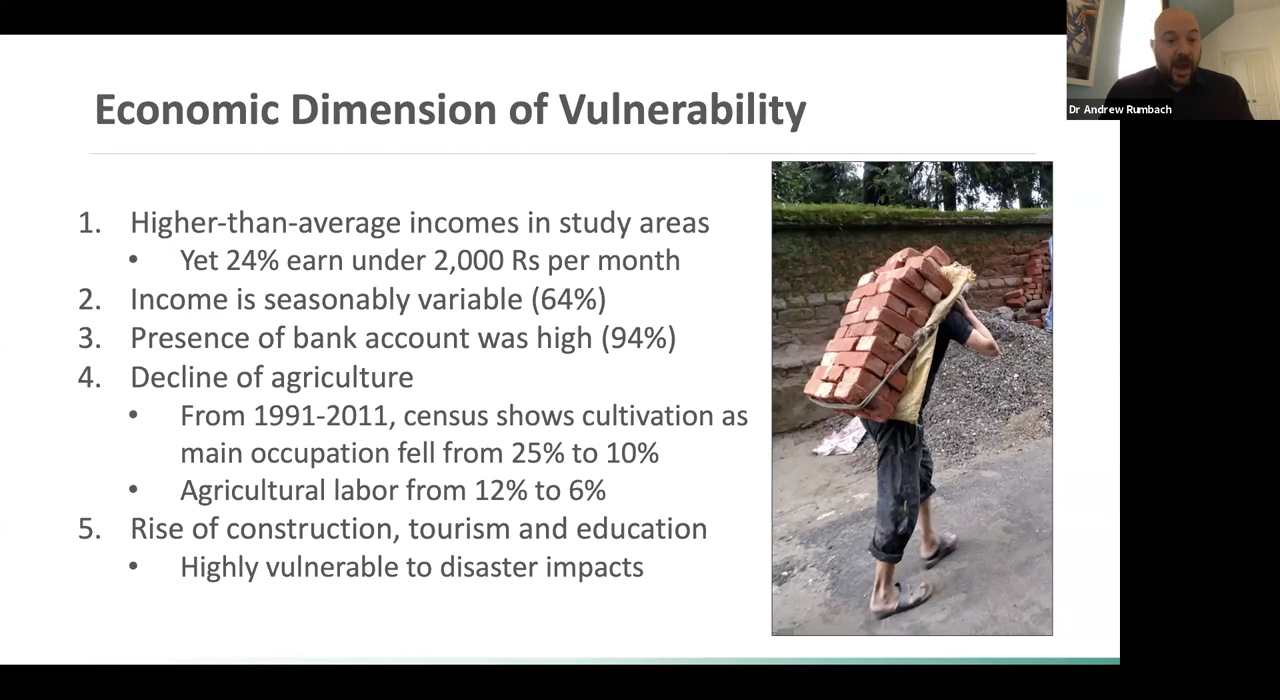 Dr Andrew Rumbach
Economic Dimension of Vulnerability
1. Higher-than-average incomes in study areas
• Yet 24% earn under 2,000 Rs per month
2. Income is seasonably variable (64%)
3. Presence of bank account was high (94%)
4. Decline of agriculture
• From 1991-2011, census shows cultivation as
main occupation fell from 25% to 10%
• Agricultural labor from 12% to 6%
5. Rise of construction, tourism and education
• Highly vulnerable to disaster impacts